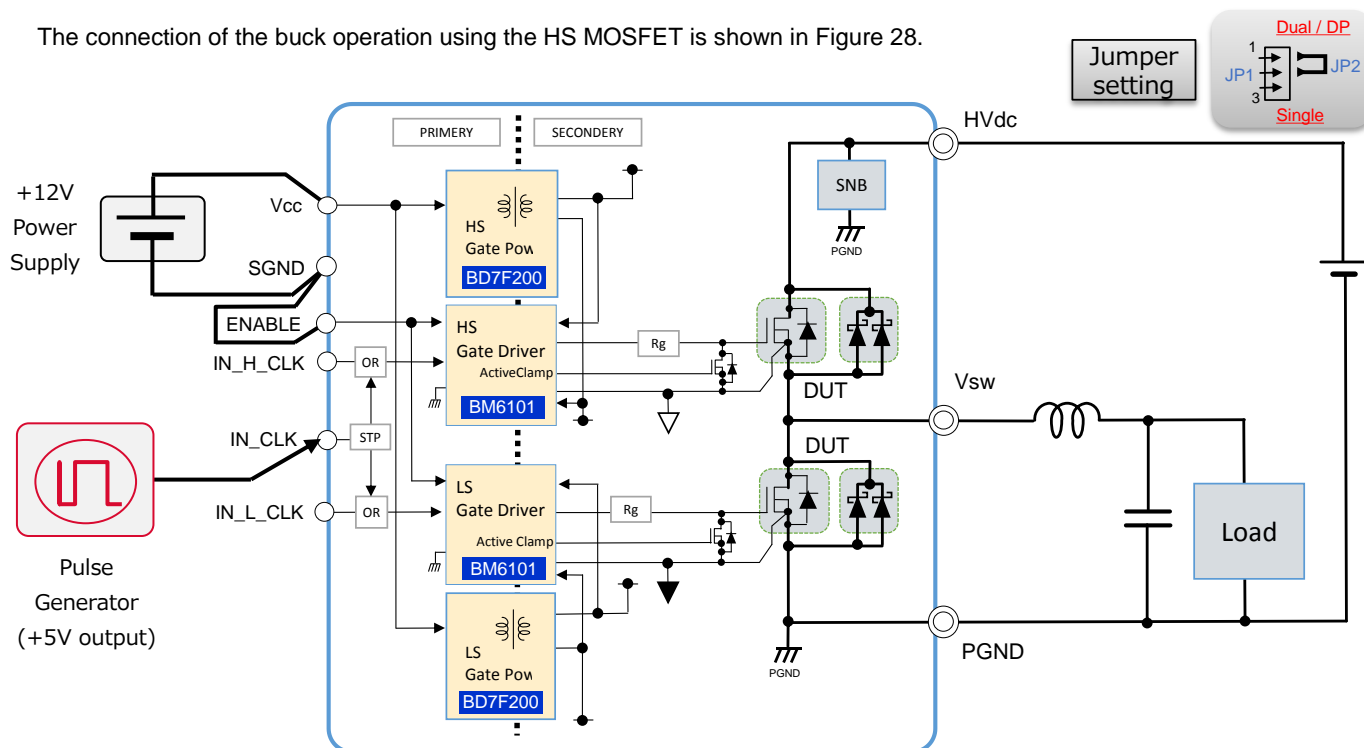 The connection of the buck operation using the HS MOSFET is shown in Figure 28.
Jumper
setting
Dual / DP
1
JP1
JP2
3
Single
HVdc
PRIMERY
SECONDERY
+12V
Power
Supply
Vcc
SGND
ENABLE
IN_H_CLK
IN_CLK
IN_L_CLK
OR
STP
OR
Pulse
Generator
(+5V output)
HS
Gate Pow
BD7F200
HS
Gate Driver
ActiveClamp
BM6101
LS
Gate Driver
Active Clamp
BM6101
LS
Gate Pow
BD7F200
Rg
Rg
SNB
PGND
DUT
DUT
Vsw
Load
PGND
PGND